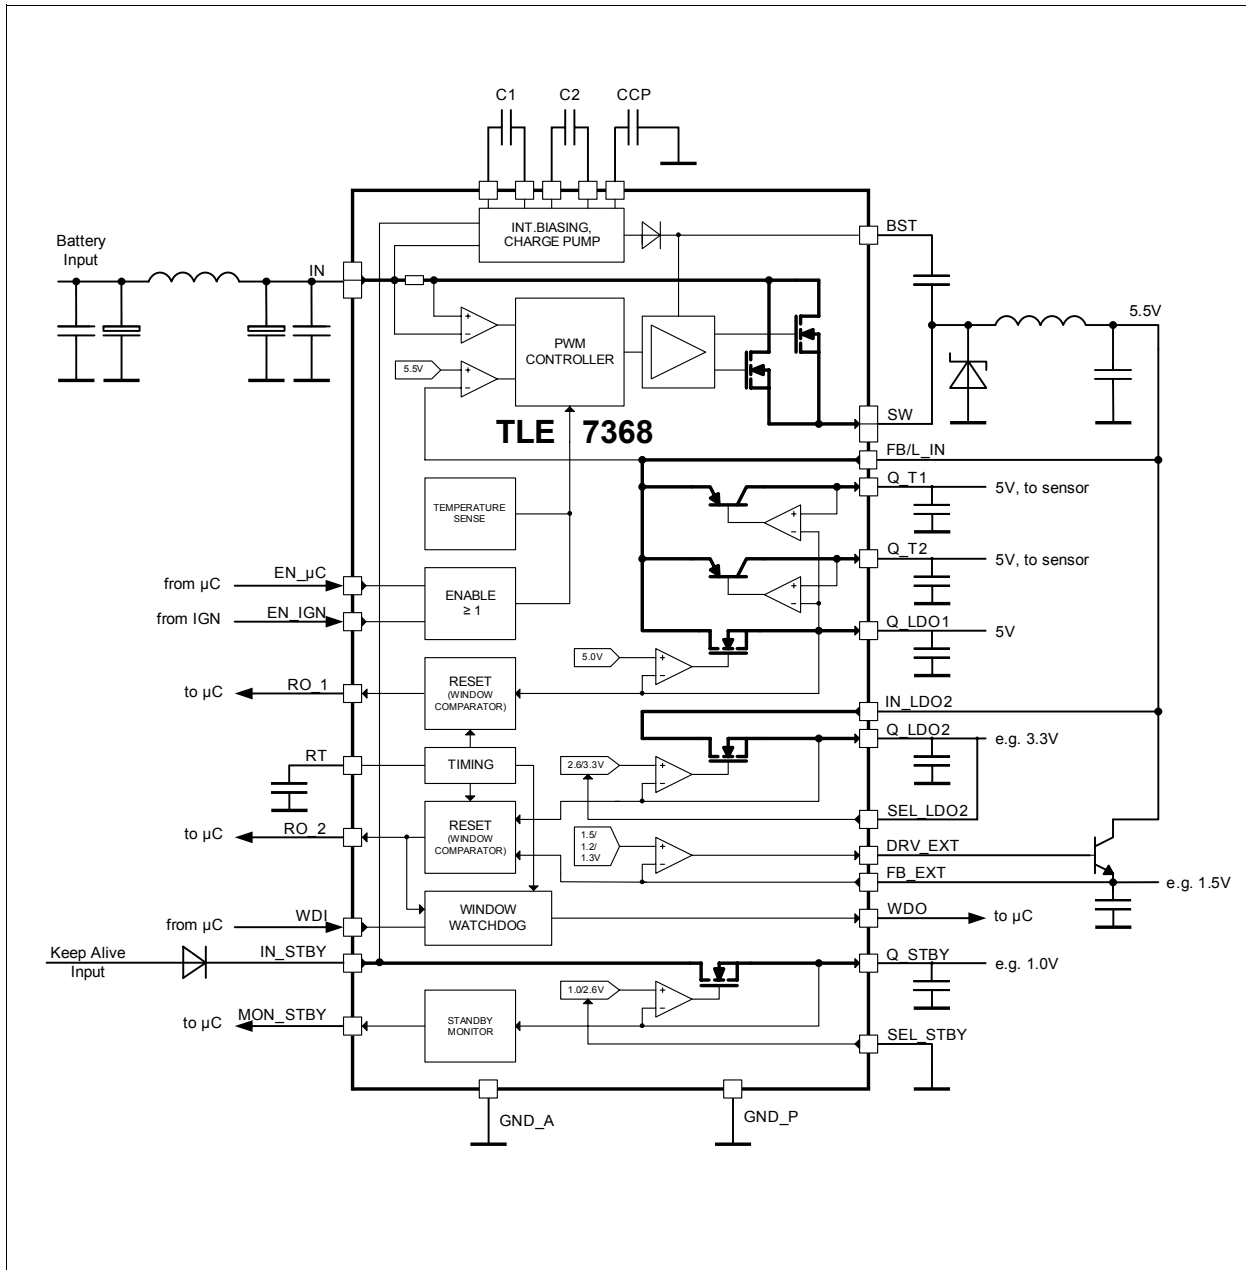 C1
C2
CCP
INT.BIASING,
CHARGE PUMP
BST
Battery
Input
IN
5.5V
PWM
CONTROLLER
5.5V
TLE 7368
SW
FB/L_IN
Q_T1
5V, to sensor
TEMPERATURE
SENSE
Q_T2
5V, to sensor
from µC
EN_µC
ENABLE
≥ 1
from IGN
EN_IGN
Q_LDO1
5V
5.0V
to µC
RO_1
RESET
(WINDOW
COMPARATOR)
IN_LDO2
Q_LDO2
e.g. 3.3V
RT
TIMING
2.6/3.3V
SEL_LDO2
to µC
RO_2
RESET
(WINDOW
COMPARATOR)
1.5/
1.2/
1.3V
DRV_EXT
FB_EXT
e.g. 1.5V
from µC
WDI
WINDOW
WATCHDOG
WDO
to µC
Keep Alive
Input
IN_STBY
Q_STBY
e.g. 1.0V
1.0/2.6V
to µC
MON_STBY
STANDBY
MONITOR
SEL_STBY
GND_A
GND_P